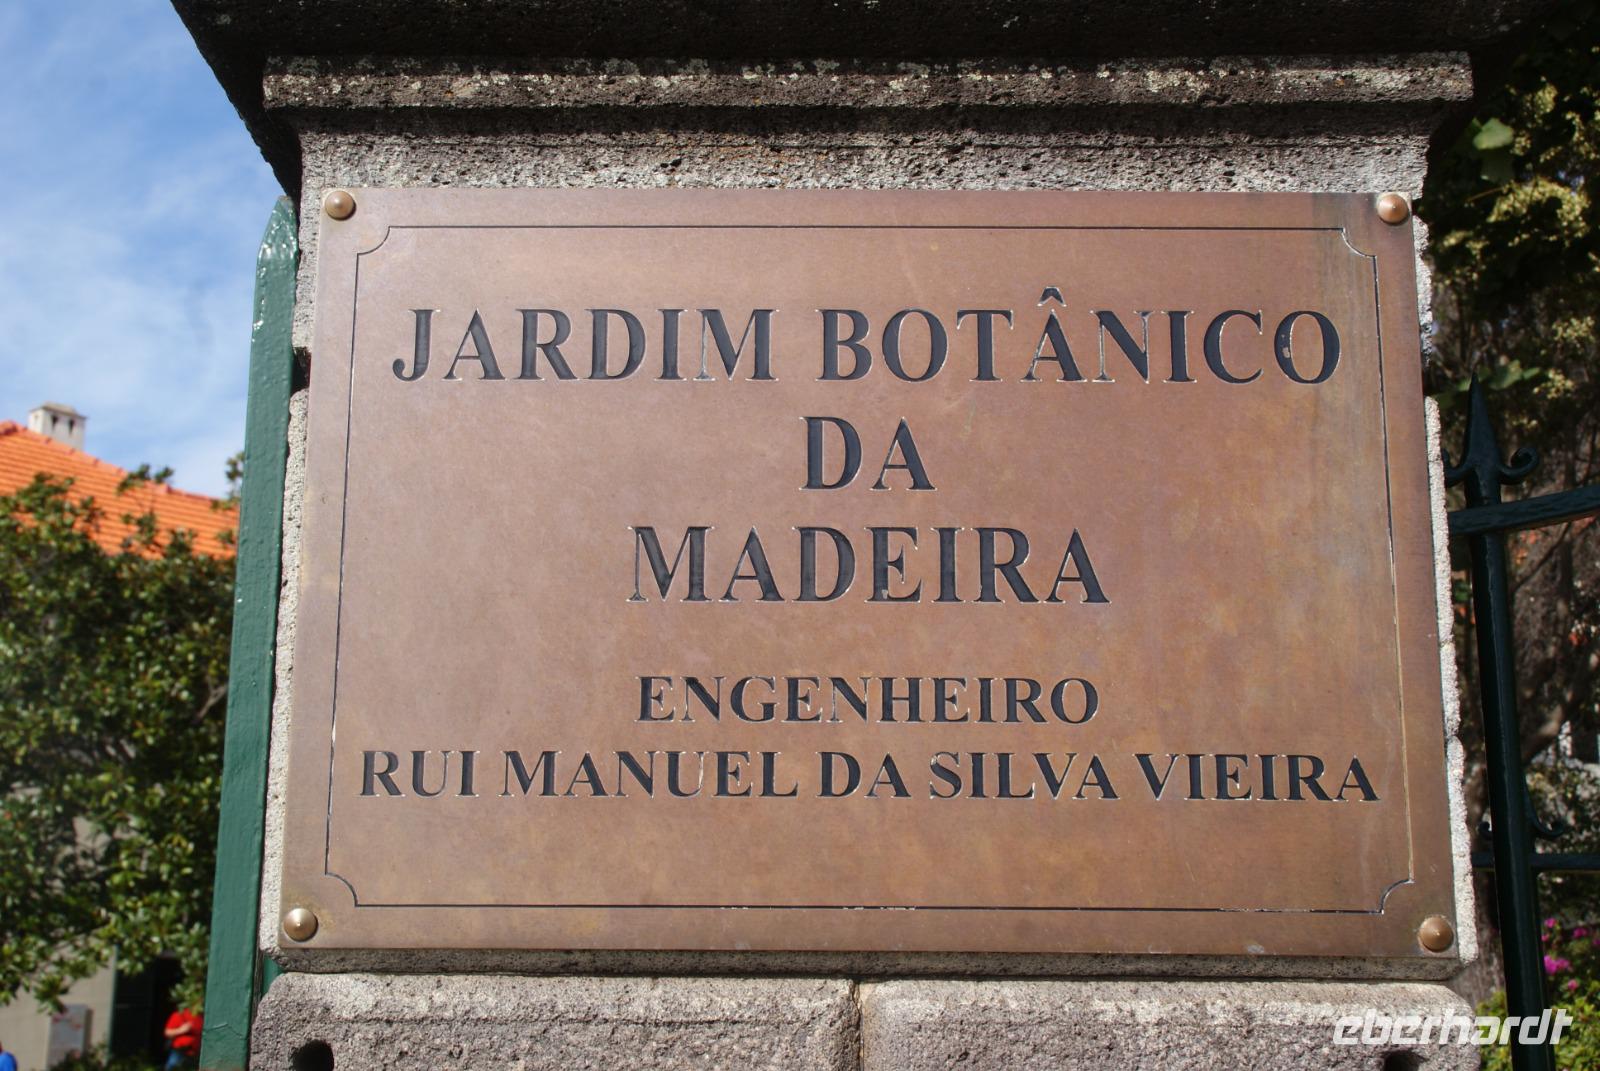 JARDIM BOTÂNICO
DA
MADEIRA
ENGENHEIRO
RUI MANUEL DA SILVA VIEIRA
eberhardt